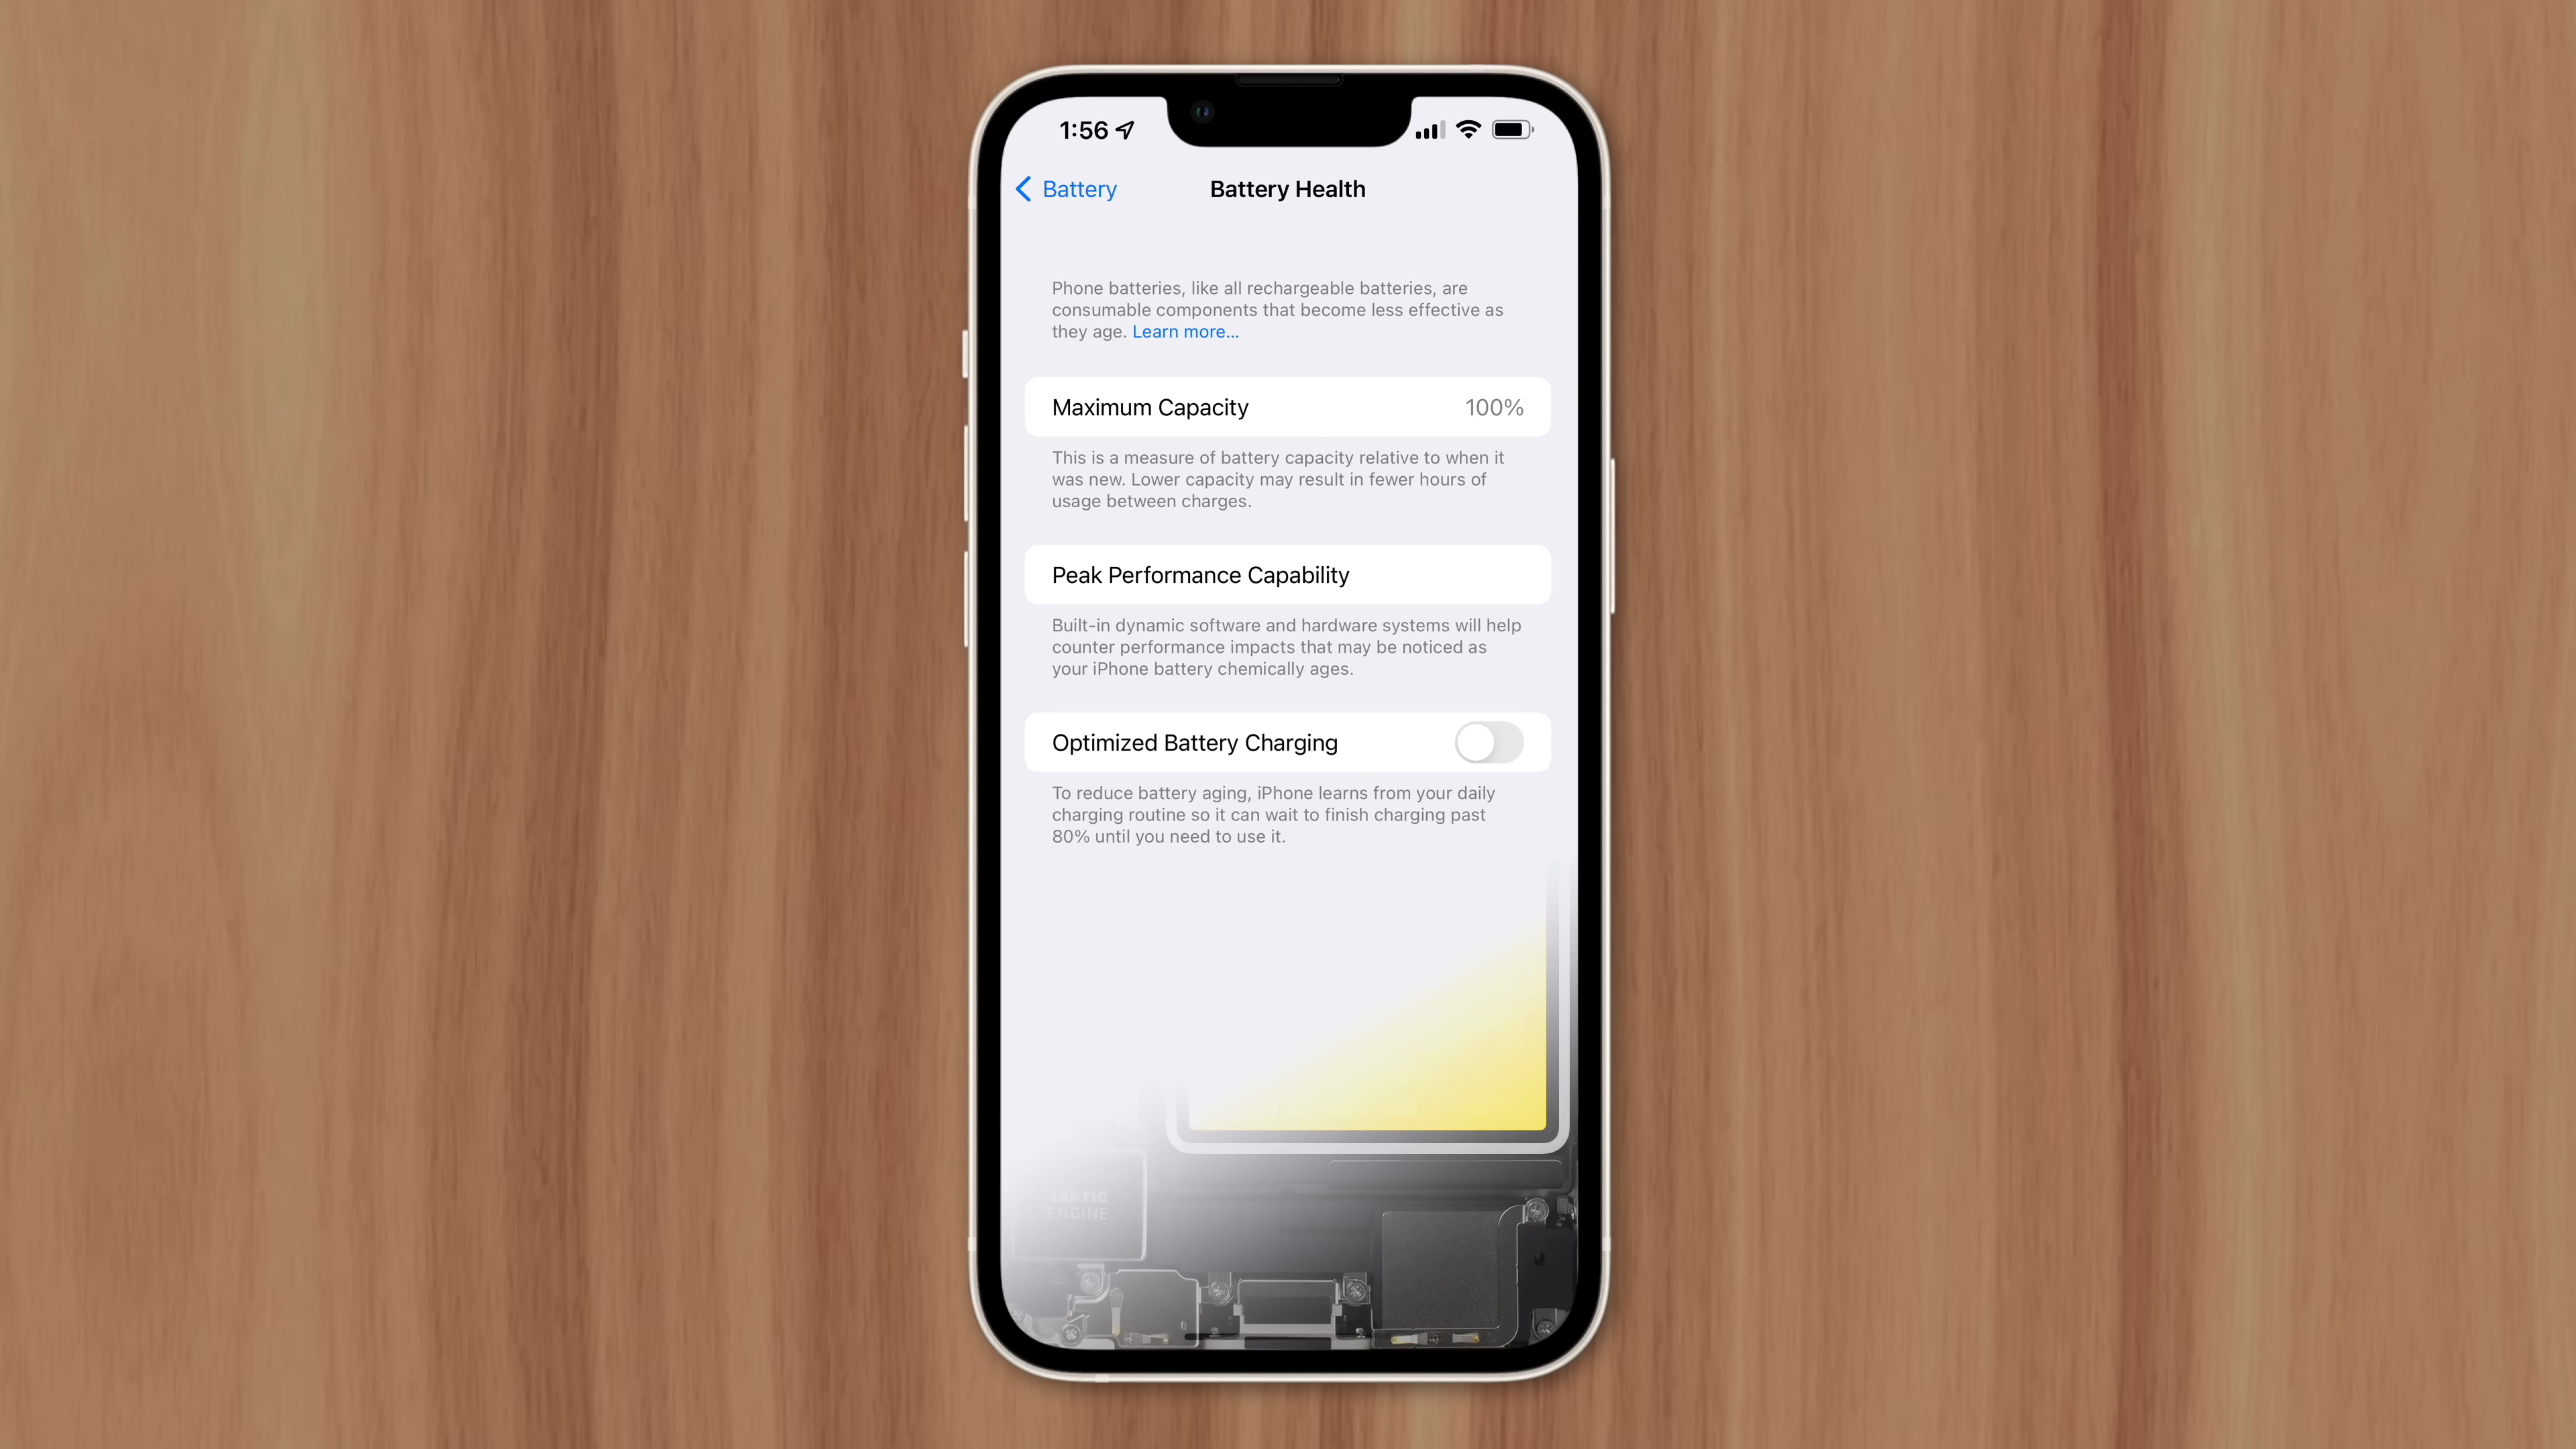 1:56
Battery
Battery Health
Phone batteries, like all rechargeable batteries, are
consumable components that become less effective as
they age. Learn more...
Maximum Capacity 100%
This is a measure of battery capacity relative to when it
was new. Lower capacity may result in fewer hours of
usage between charges.
Peak Performance Capability
Built-in dynamic software and hardware systems will help
counter performance impacts that may be noticed as
your iPhone battery chemically ages.
Optimized Battery Charging
To reduce battery aging, iPhone learns from your daily
charging routine so it can wait to finish charging past
80% until you need to use it.
TAPTIC
ENGINE